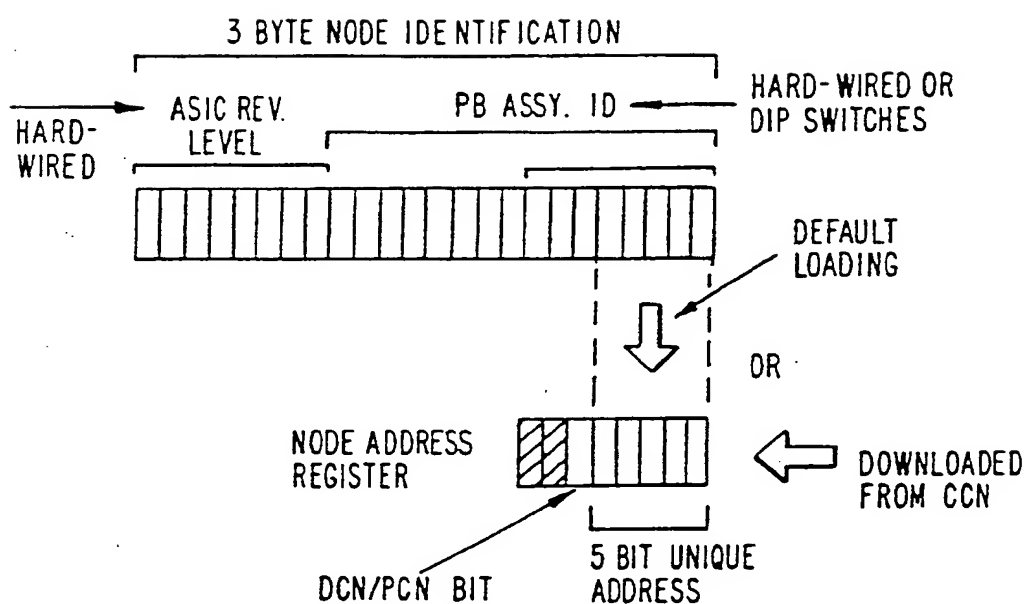 3 BYTE NODE IDENTIFICATION
HARD-
WIRED
ASIC REV.
LEVEL
PB ASSY. ID
HARD-WIRED OR
DIP SWITCHES
DEFAULT
LOADING
OR
NODE ADDRESS
REGISTER
DOWNLOADED
FROM CCN
DCN/PCN BIT
5 BIT UNIQUE
ADDRESS